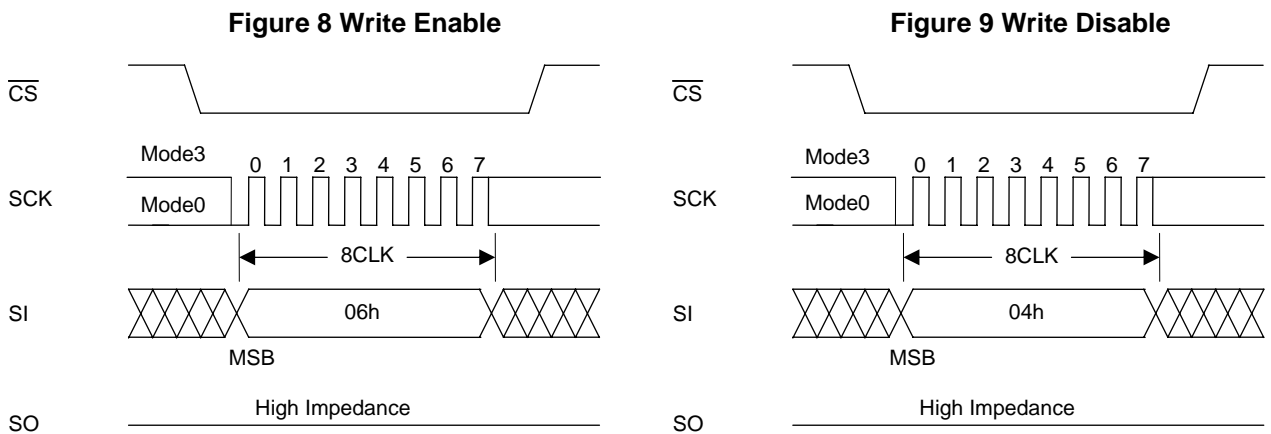 Figure 8 Write Enable
CS
Mode3
0 1 2 3 4 5 6 7
SCK
Mode0
8CLK
SI
06h
MSB
High Impedance
SO
Figure 9 Write Disable
CS
Mode3
0 1 2 3 4 5 6 7
SCK
Mode0
8CLK
SI
04h
MSB
High Impedance
SO